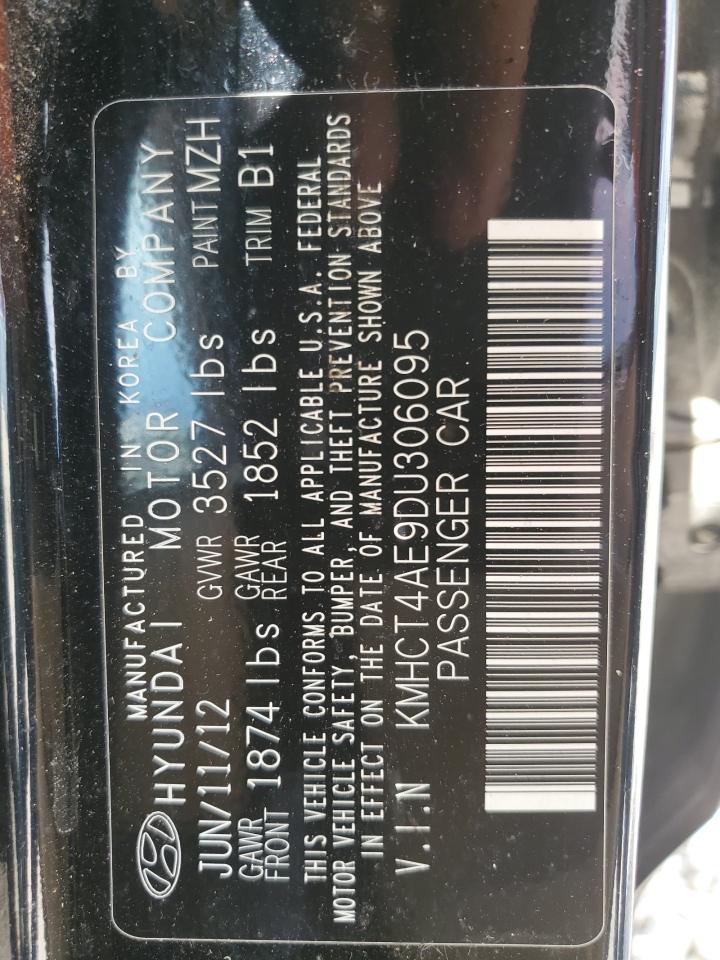 MANUFACTURED IN KOREA BY
HYUNDAI MOTOR COMPANY
JUN/11/12 GVWR 3527 lbs PAINT MZH
GAWR FRONT 1874 lbs GAWR REAR 1852 lbs TRIM B1
THIS VEHICLE CONFORMS TO ALL APPLICABLE U.S.A. FEDERAL
MOTOR VEHICLE SAFETY, BUMPER, AND THEFT PREVENTION STANDARDS
IN EFFECT ON THE DATE OF MANUFACTURE SHOWN ABOVE
V.I.N KMHCT4AE9DU306095
PASSENGER CAR